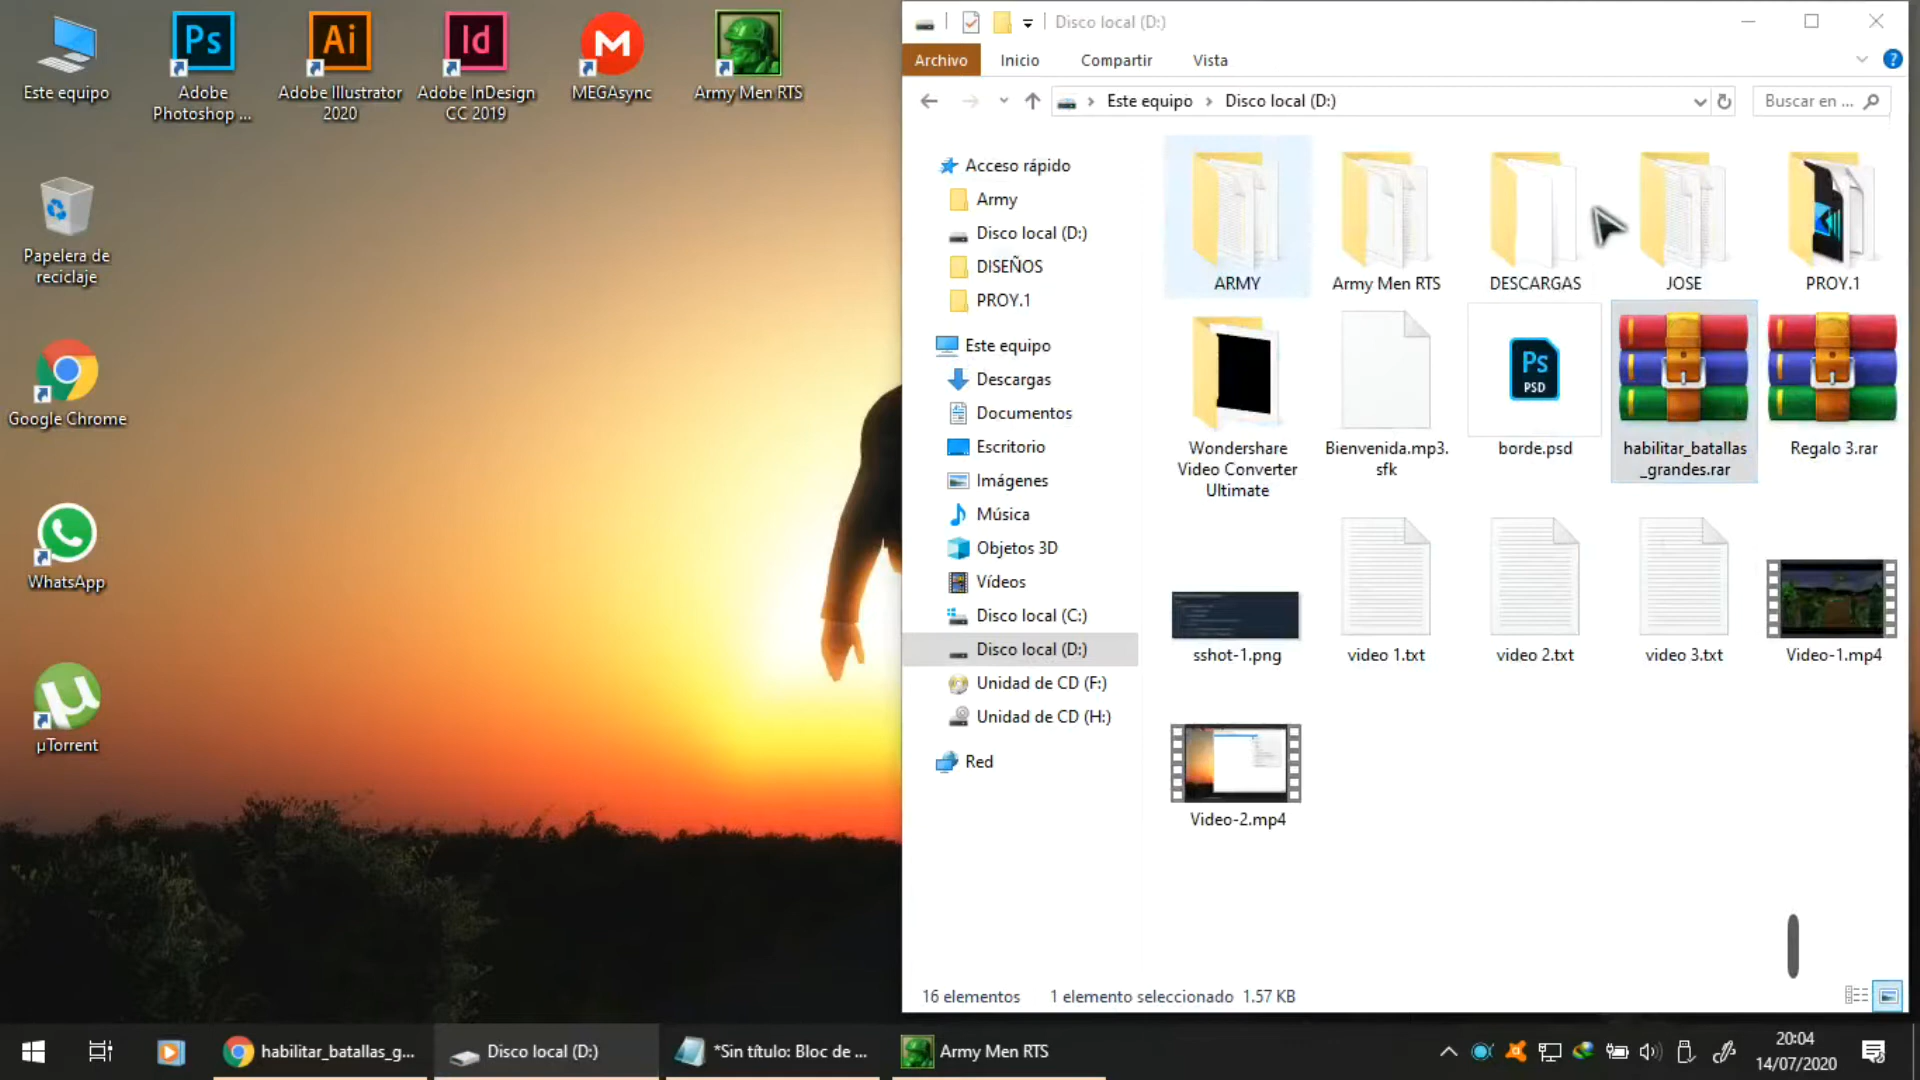 Este equipo
Ps
Adobe
Photoshop ...
Ai
Adobe Illustrator
2020
Id
Adobe InDesign
CC 2019
MEGAsync
Army Men RTS
Papelera de
reciclaje
Google Chrome
WhatsApp
µTorrent
Disco local (D:)
Archivo
Inicio
Compartir
Vista
Este equipo
Disco local (D:)
Buscar en ...
Acceso rápido
Army
Disco local (D:)
DISEÑOS
PROY.1
Este equipo
Descargas
Documentos
Escritorio
Imágenes
Música
Objetos 3D
Vídeos
Disco local (C:)
Disco local (D:)
Unidad de CD (F:)
Unidad de CD (H:)
Red
ARMY
Army Men RTS
DESCARGAS
JOSE
PROY.1
Wondershare
Video Converter
Ultimate
Bienvenida.mp3.
sfk
Ps
PSD
borde.psd
habilitar_batallas
_grandes.rar
Regalo 3.rar
sshot-1.png
video 1.txt
video 2.txt
video 3.txt
Video-1.mp4
Video-2.mp4
16 elementos
1 elemento seleccionado 1.57 KB
habilitar_batallas_g...
Disco local (D:)
*Sin título: Bloc de ...
Army Men RTS
20:04
14/07/2020